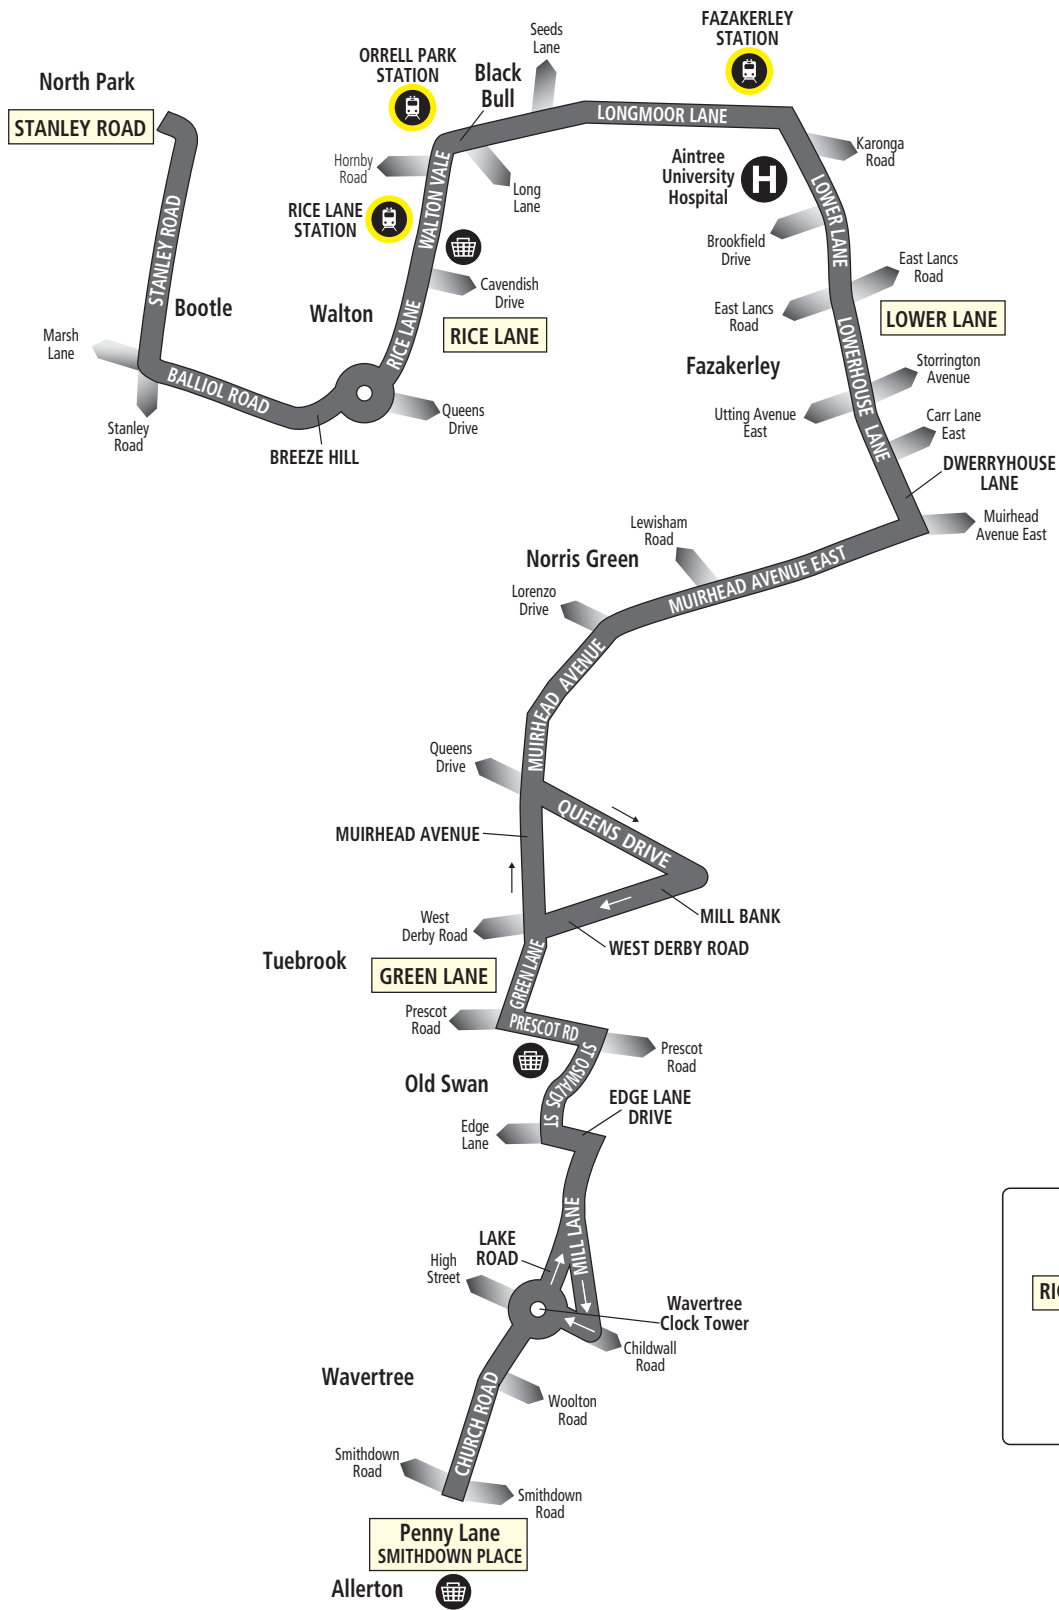 FAZAKERLEY
STATION
Seeds
Lane
ORRELL PARK
STATION
Black
Bull
North Park
STANLEY ROAD
LONGMOOR LANE
Hornby
Road
Long
Lane
WALTON VALE
Aintree
University
Hospital
H
Karonga
Road
RICE LANE
STATION
LOWER LANE
Brookfield
Drive
STANLEY ROAD
Bootle
Walton
Cavendish
Drive
RICE LANE
RICE LANE
East Lancs
Road
East Lancs
Road
LOWER LANE
Marsh
Lane
BALLIOL ROAD
Fazakerley
LOWERHOUSE LANE
Storrington
Avenue
Utting Avenue
East
Carr Lane
East
Stanley
Road
Queens
Drive
BREEZE HILL
DWERRYHOUSE
LANE
Muirhead
Avenue East
Lewisham
Road
Norris Green
MUIRHEAD AVENUE EAST
Lorenzo
Drive
MUIRHEAD AVENUE
Queens
Drive
QUEENS DRIVE
MUIRHEAD AVENUE
MILL BANK
West
Derby Road
WEST DERBY ROAD
Tuebrook
GREEN LANE
GREEN LANE
Prescot
Road
PRESCOT RD
Prescot
Road
Old Swan
ST OSWALDS ST
EDGE LANE
DRIVE
Edge
Lane
MILL LANE
LAKE
ROAD
High
Street
Wavertree
Clock Tower
Childwall
Road
Wavertree
CHURCH ROAD
Woolton
Road
Smithdown
Road
Smithdown
Road
Penny Lane
SMITHDOWN PLACE
Allerton